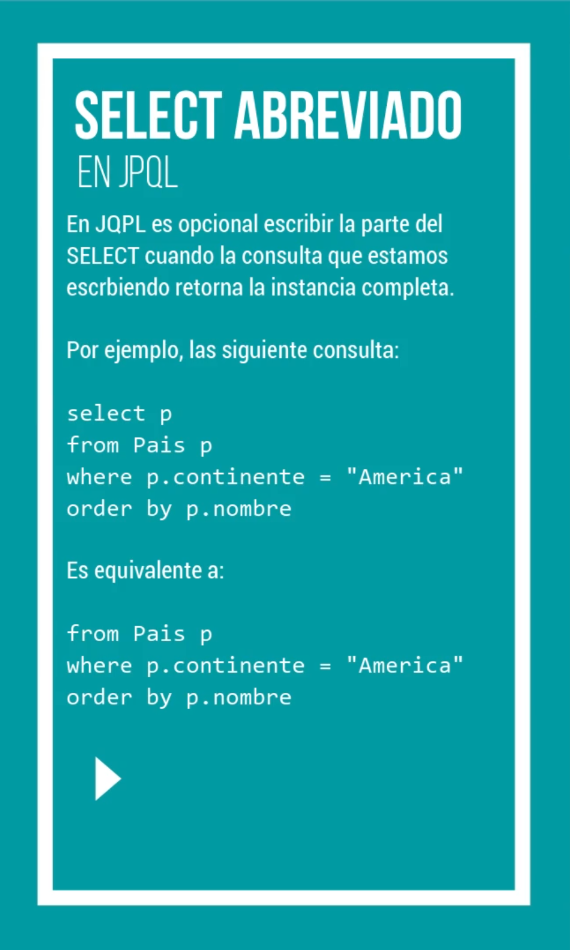 SELECT ABREVIADO
EN JPQL
En JQPL es opcional escribir la parte del
SELECT cuando la consulta que estamos
escrbiendo retorna la instancia completa.
Por ejemplo, las siguiente consulta:
select p
from Pais p
where p.continente = "America"
order by p.nombre
Es equivalente a:
from Pais p
where p.continente = "America"
order by p.nombre